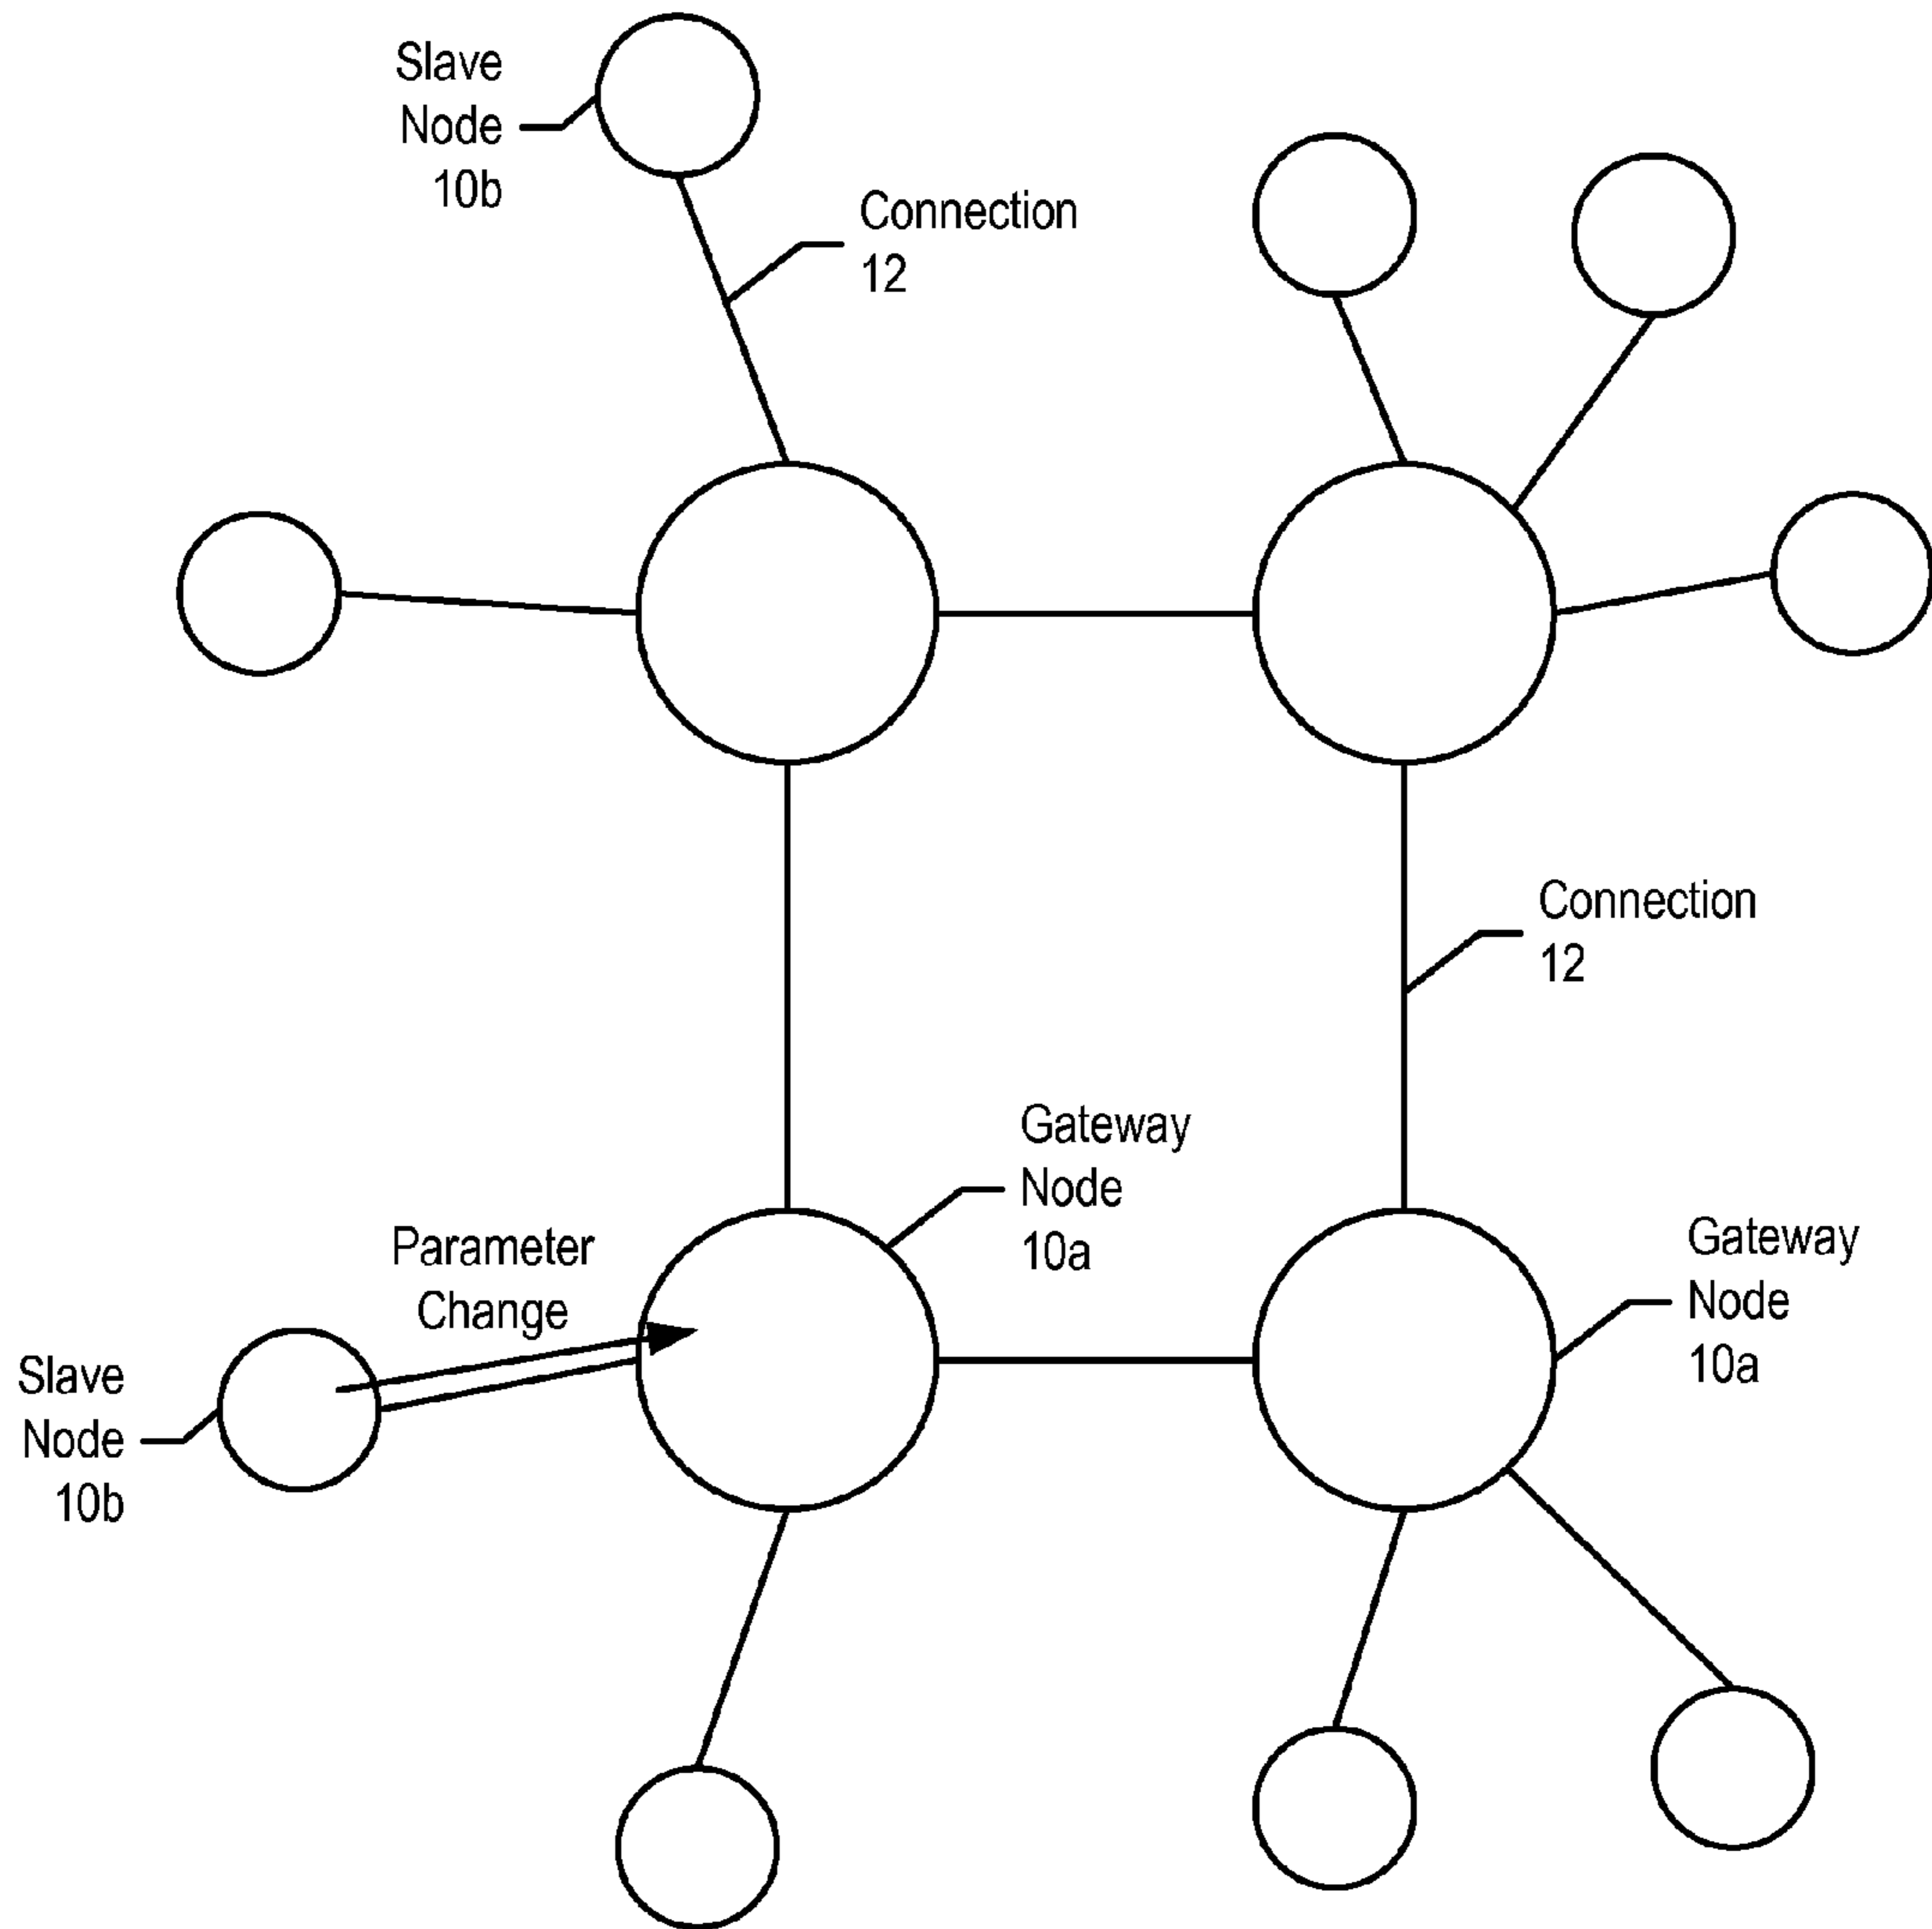 Slave
Node
10b
Connection
12
Connection
12
Gateway
Node
10a
Gateway
Node
10a
Parameter
Change
Slave
Node
10b